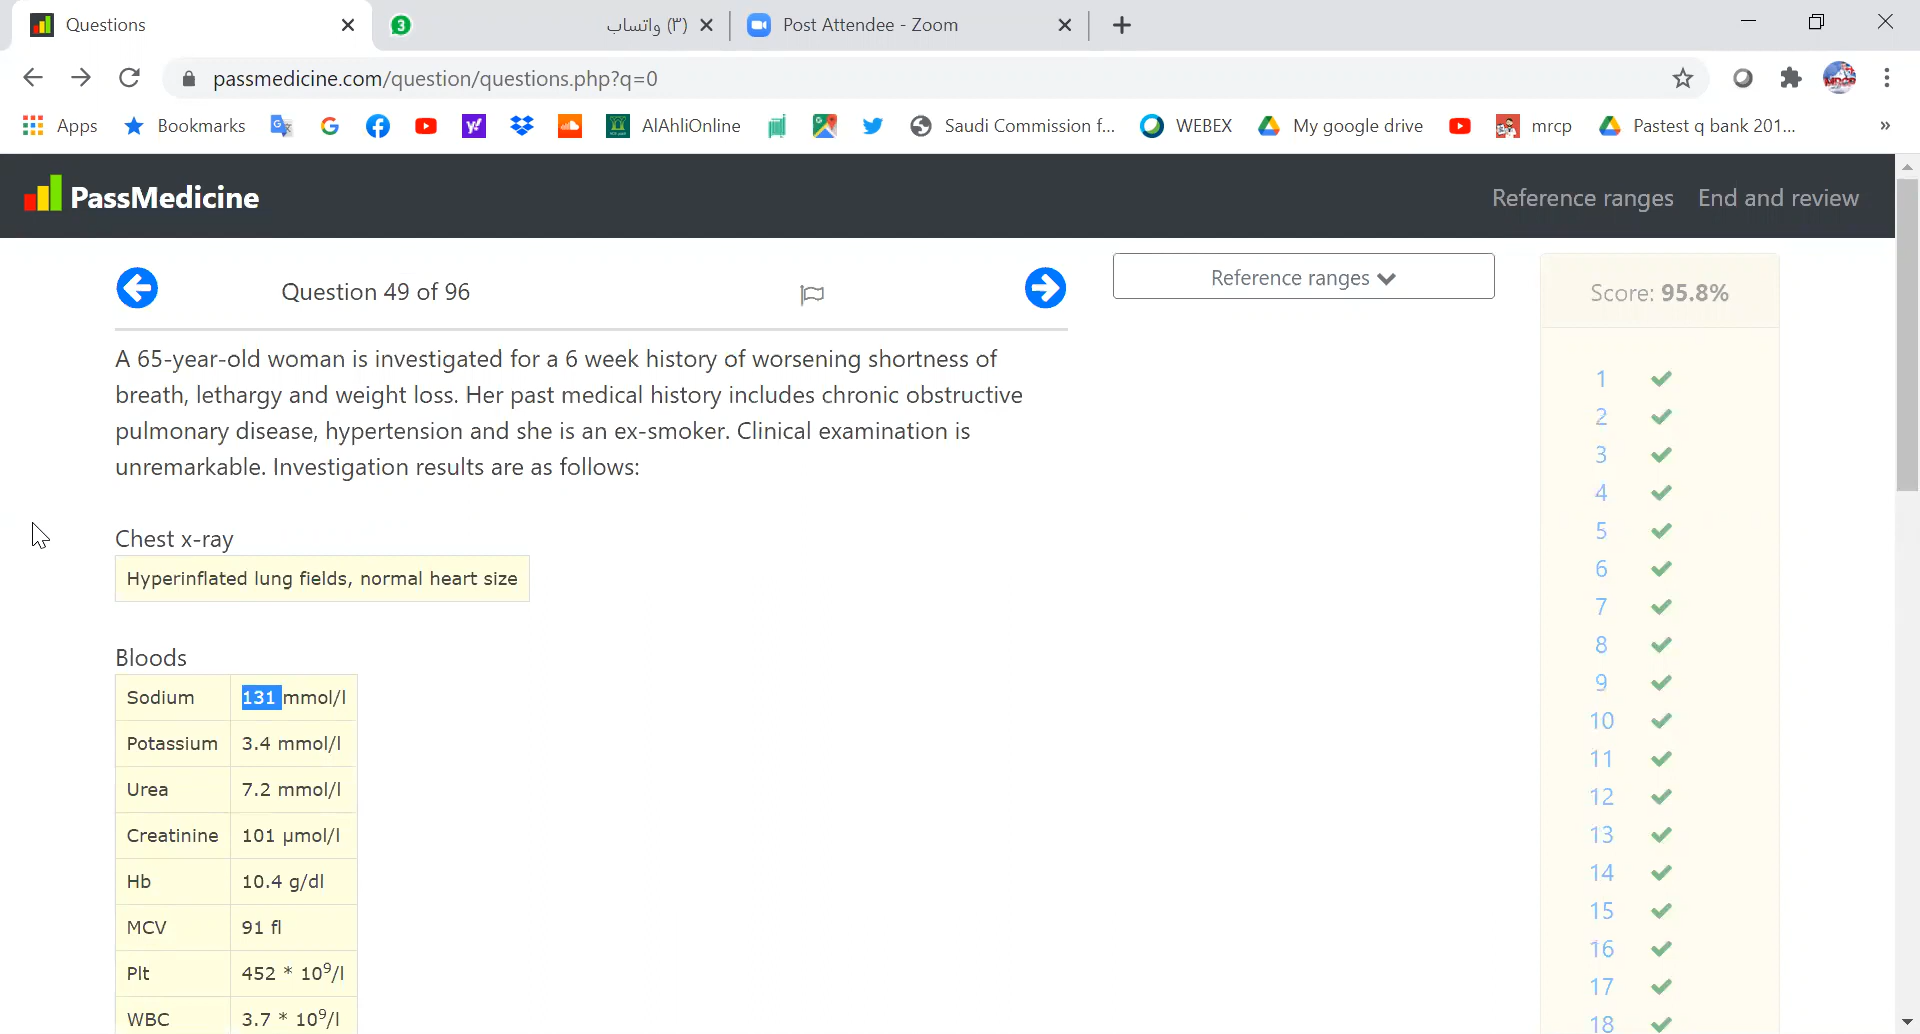 Questions
3
(٣) واتساب
Post Attendee - Zoom
passmedicine.com/question/questions.php?q=0
Apps
Bookmarks
AlAhliOnline
Saudi Commission f...
WEBEX
My google drive
mrcp
Pastest q bank 201...
»
PassMedicine
Reference ranges
End and review
Question 49 of 96
Reference ranges
Score: 95.8%
A 65-year-old woman is investigated for a 6 week history of worsening shortness of
breath, lethargy and weight loss. Her past medical history includes chronic obstructive
pulmonary disease, hypertension and she is an ex-smoker. Clinical examination is
unremarkable. Investigation results are as follows:
Chest x-ray
Hyperinflated lung fields, normal heart size
Bloods
Sodium 131 mmol/l
Potassium 3.4 mmol/l
Urea 7.2 mmol/l
Creatinine 101 µmol/l
Hb 10.4 g/dl
MCV 91 fl
Plt 452 * 10⁹/l
WBC 3.7 * 10⁹/l
1
2
3
4
5
6
7
8
9
10
11
12
13
14
15
16
17
18